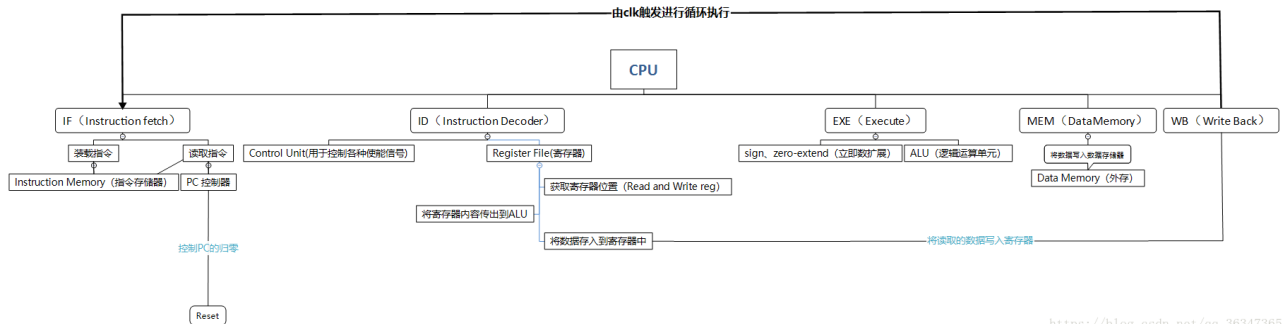 由clk触发进行循环执行
CPU
IF（Instruction fetch）
ID（Instruction Decoder）
EXE（Execute）
MEM（DataMemory）
WB（Write Back）
装载指令
读取指令
Control Unit(用于控制各种使能信号)
Register File(寄存器)
sign、zero-extend（立即数扩展）
ALU（逻辑运算单元）
将数据写入数据存储器
Instruction Memory（指令存储器）
PC 控制器
Data Memory（外存）
获取寄存器位置（Read and Write reg）
将寄存器内容传出到ALU
将数据存入到寄存器中
将读取的数据写入寄存器
控制PC的归零
Reset
https://blog.csdn.net/qq_36247365